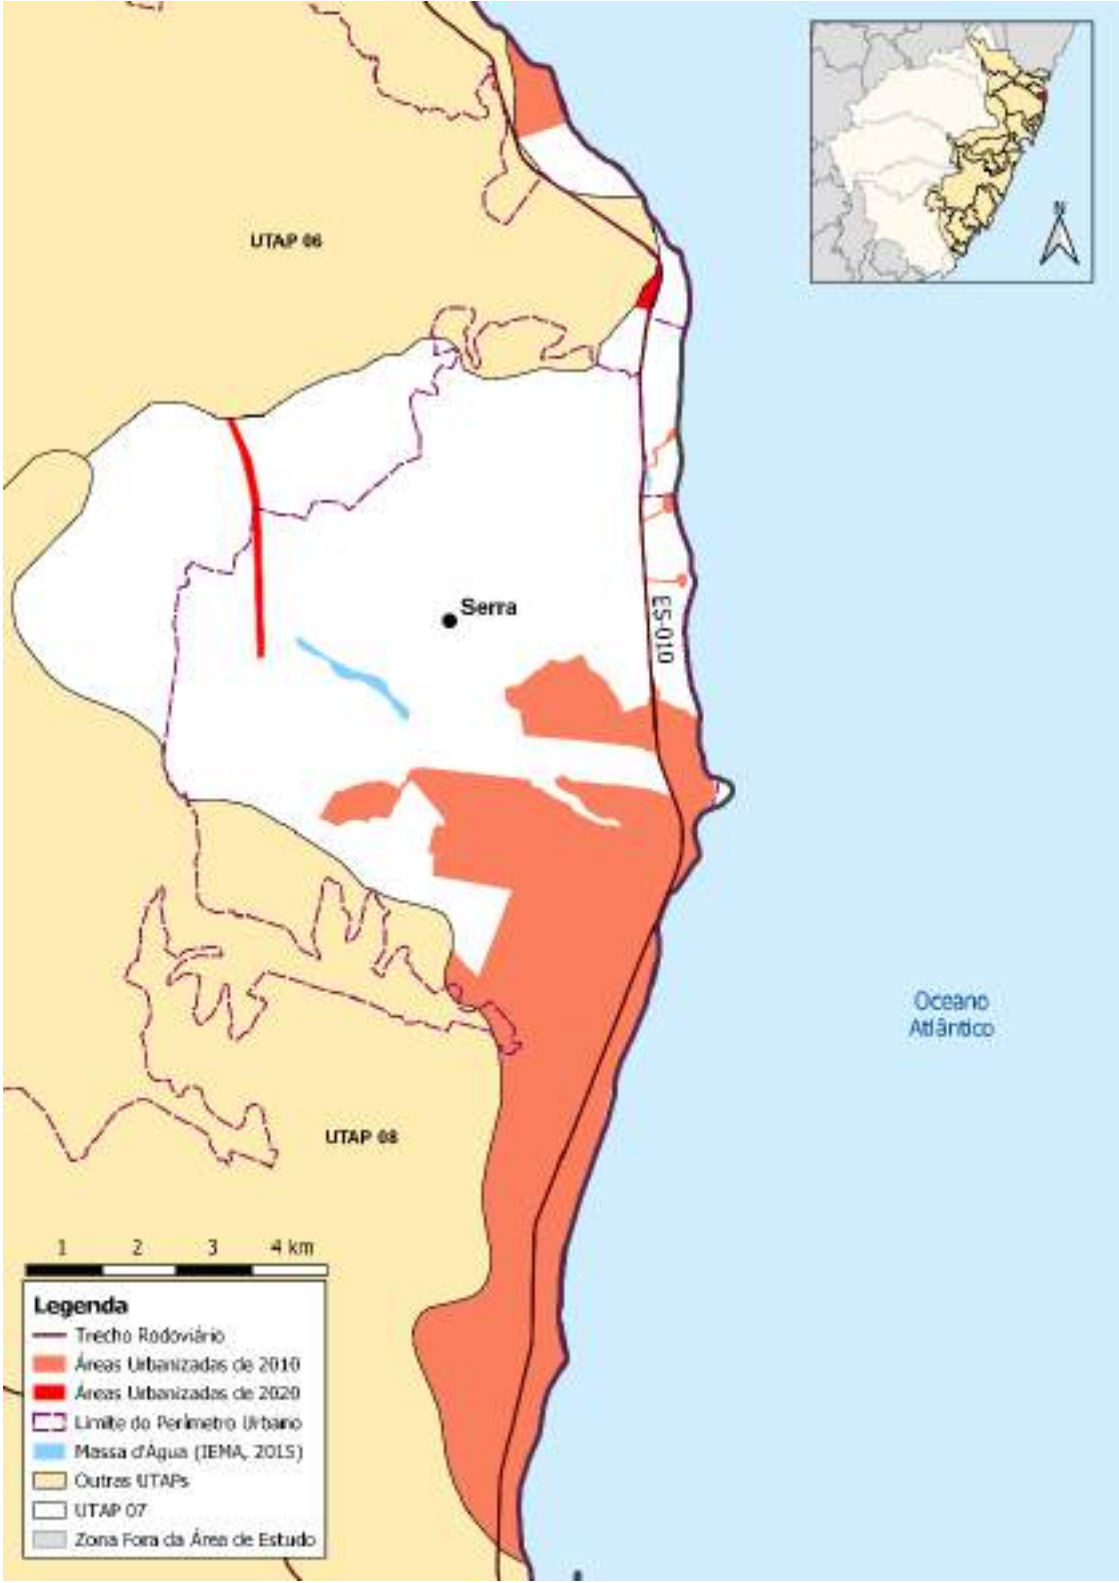 N
UTAP 06
Serra
ES-010
Oceano
Atlântico
UTAP 08
1 2 3 4 km
Legenda
Trecho Rodoviário
Áreas Urbanizadas de 2010
Áreas Urbanizadas de 2020
Limite do Perímetro Urbano
Massa d'Água (IEMA, 2015)
Outras UTAPs
UTAP 07
Zona Fora da Área de Estudo